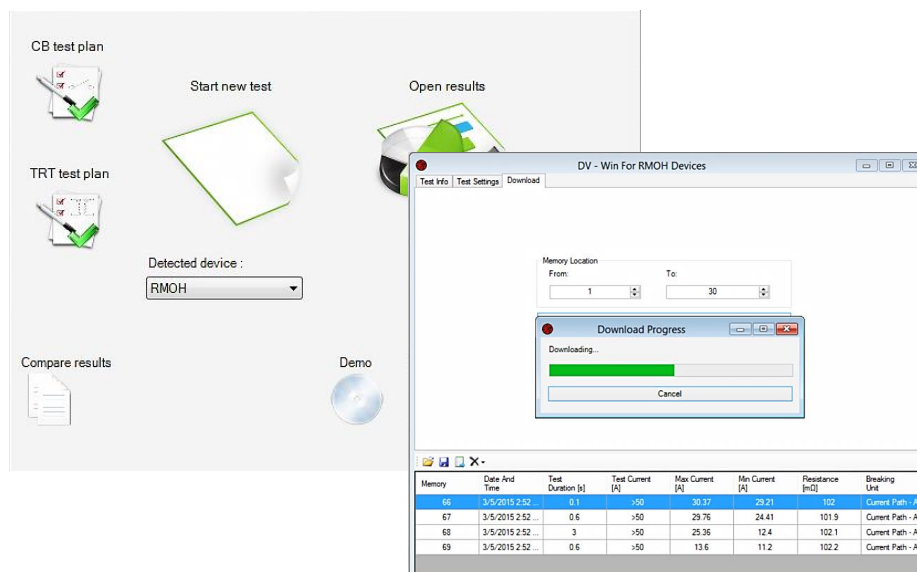 CB test plan
Start new test
Open results
TRT test plan
Detected device :
RMOH
Compare results
Demo
DV - Win For RMOH Devices
Test Info Test Settings Download
Memory Location
From: To:
1 30
Download Progress
Downloading...
Cancel
Memory Date And Time Test Duration [s] Test Current [A] Max Current [A] Min Current [A] Resistance [mΩ] Breaking Unit
66 3/5/2015 2:52 ... 0.1 >50 30.37 29.21 102 Current Path - A
67 3/5/2015 2:52 ... 0.6 >50 29.76 24.41 101.9 Current Path - A
68 3/5/2015 2:52 ... 3 >50 25.36 12.4 102.1 Current Path - A
69 3/5/2015 2:52 ... 0.6 >50 13.6 11.2 102.2 Current Path - A